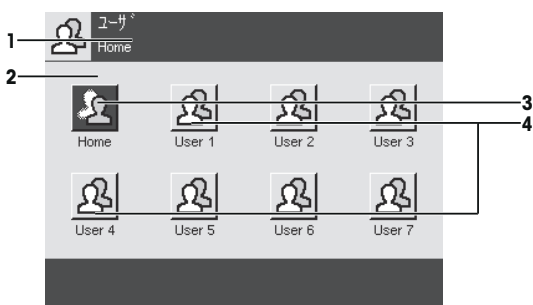 ユーザ
Home
1
2
3
4
Home
User 1
User 2
User 3
User 4
User 5
User 6
User 7